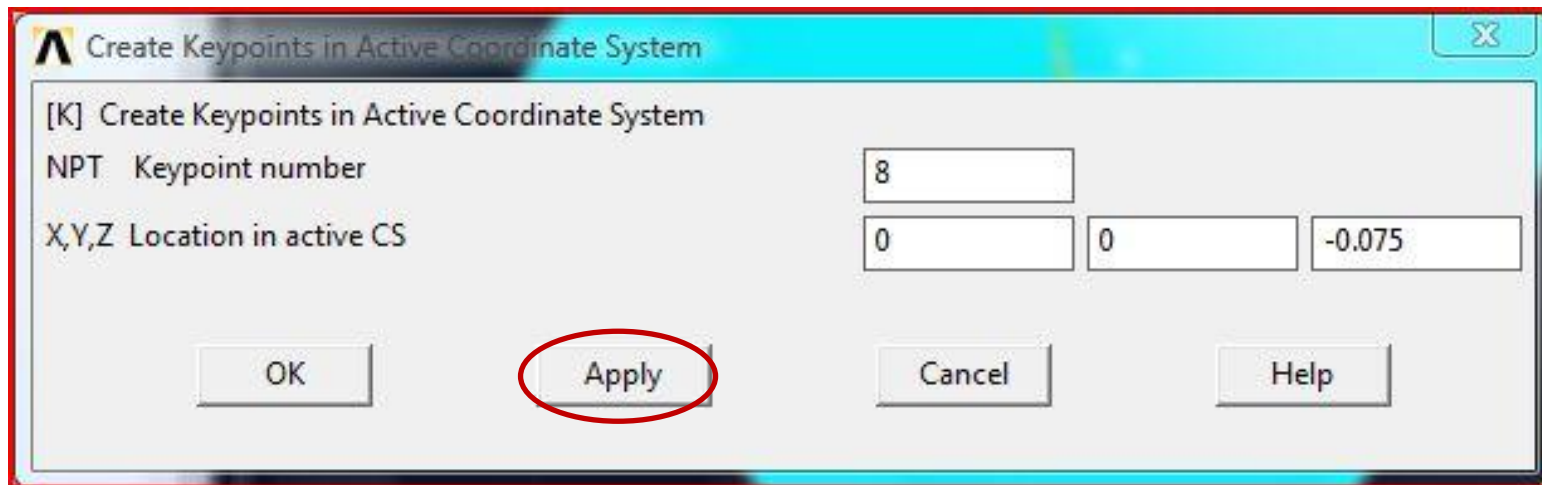 Create Keypoints in Active Coordinate System
[K] Create Keypoints in Active Coordinate System
NPT Keypoint number 8
X,Y,Z Location in active CS 0 0 -0.075
OK Apply Cancel Help